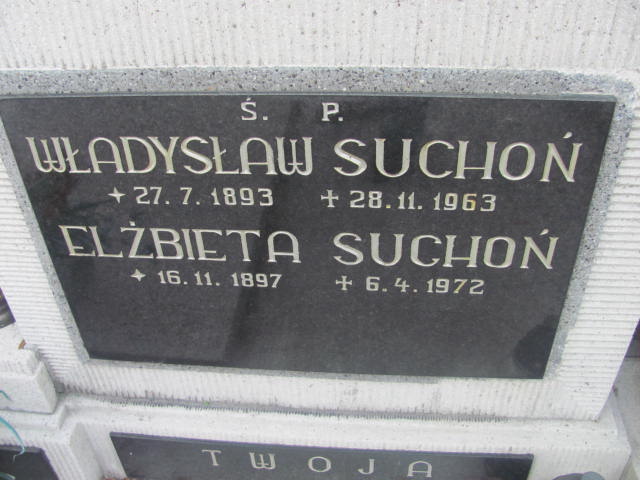 Ś. P.
WŁADYSŁAW SUCHOŃ
✦ 27. 7. 1893 ✝ 28. 11. 1963
ELŻBIETA SUCHOŃ
✦ 16. 11. 1897 ✝ 6. 4. 1972
TWOJA